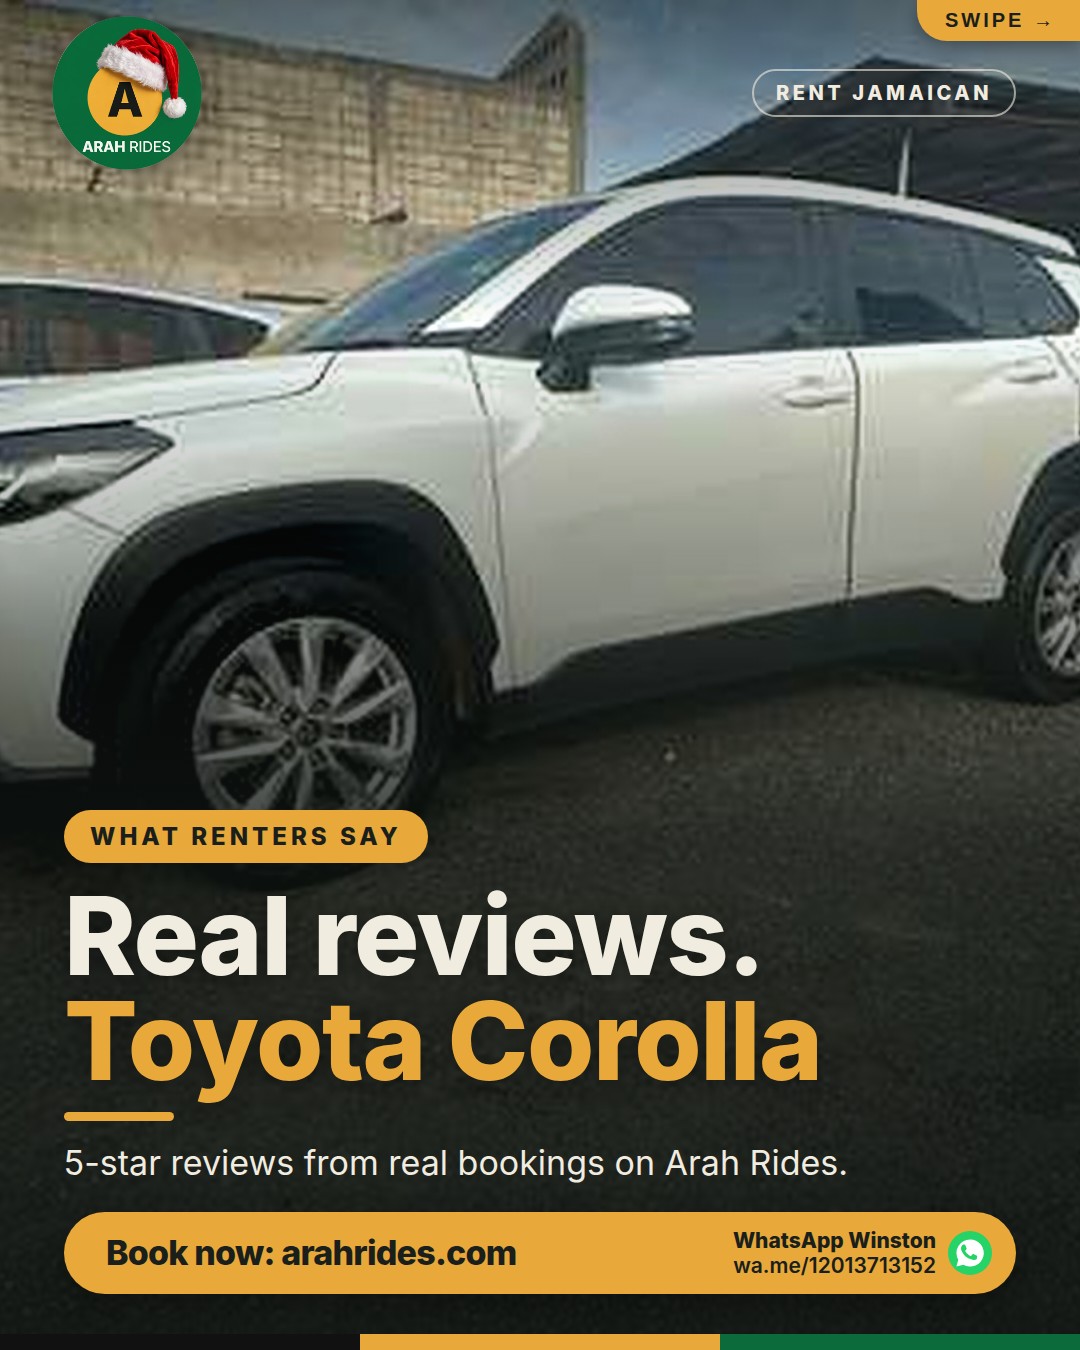 SWIPE →
A
ARAH RIDES
RENT JAMAICAN
WHAT RENTERS SAY
Real reviews.
Toyota Corolla
5-star reviews from real bookings on Arah Rides.
Book now: arahrides.com
WhatsApp Winston
wa.me/12013713152